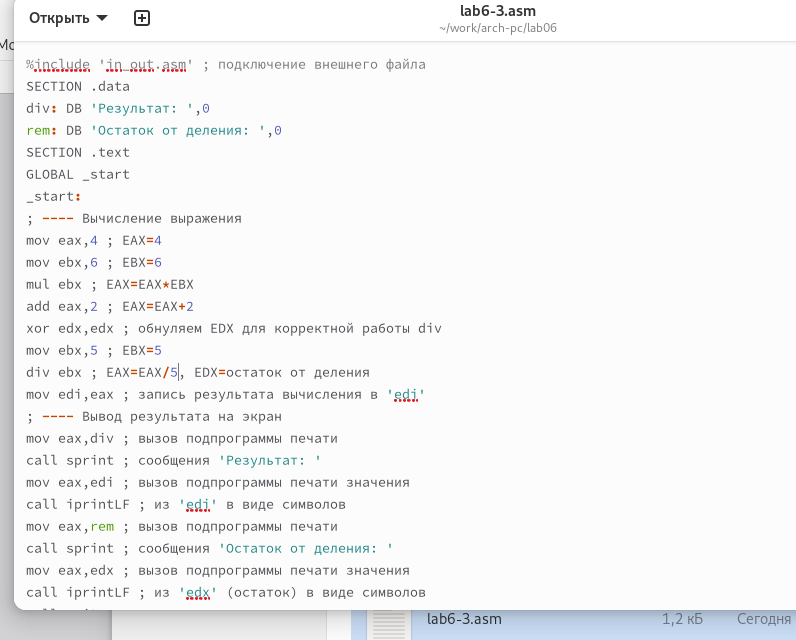 Открыть
lab6-3.asm
~/work/arch-pc/lab06
%include 'in_out.asm' ; подключение внешнего файла
SECTION .data
div: DB 'Результат: ',0
rem: DB 'Остаток от деления: ',0
SECTION .text
GLOBAL _start
_start:
; ---- Вычисление выражения
mov eax,4 ; EAX=4
mov ebx,6 ; EBX=6
mul ebx ; EAX=EAX*EBX
add eax,2 ; EAX=EAX+2
xor edx,edx ; обнуляем EDX для корректной работы div
mov ebx,5 ; EBX=5
div ebx ; EAX=EAX/5, EDX=остаток от деления
mov edi,eax ; запись результата вычисления в 'edi'
; ---- Вывод результата на экран
mov eax,div ; вызов подпрограммы печати
call sprint ; сообщения 'Результат: '
mov eax,edi ; вызов подпрограммы печати значения
call iprintLF ; из 'edi' в виде символов
mov eax,rem ; вызов подпрограммы печати
call sprint ; сообщения 'Остаток от деления: '
mov eax,edx ; вызов подпрограммы печати значения
call iprintLF ; из 'edx' (остаток) в виде символов
lab6-3.asm 1,2 кБ Сегодня